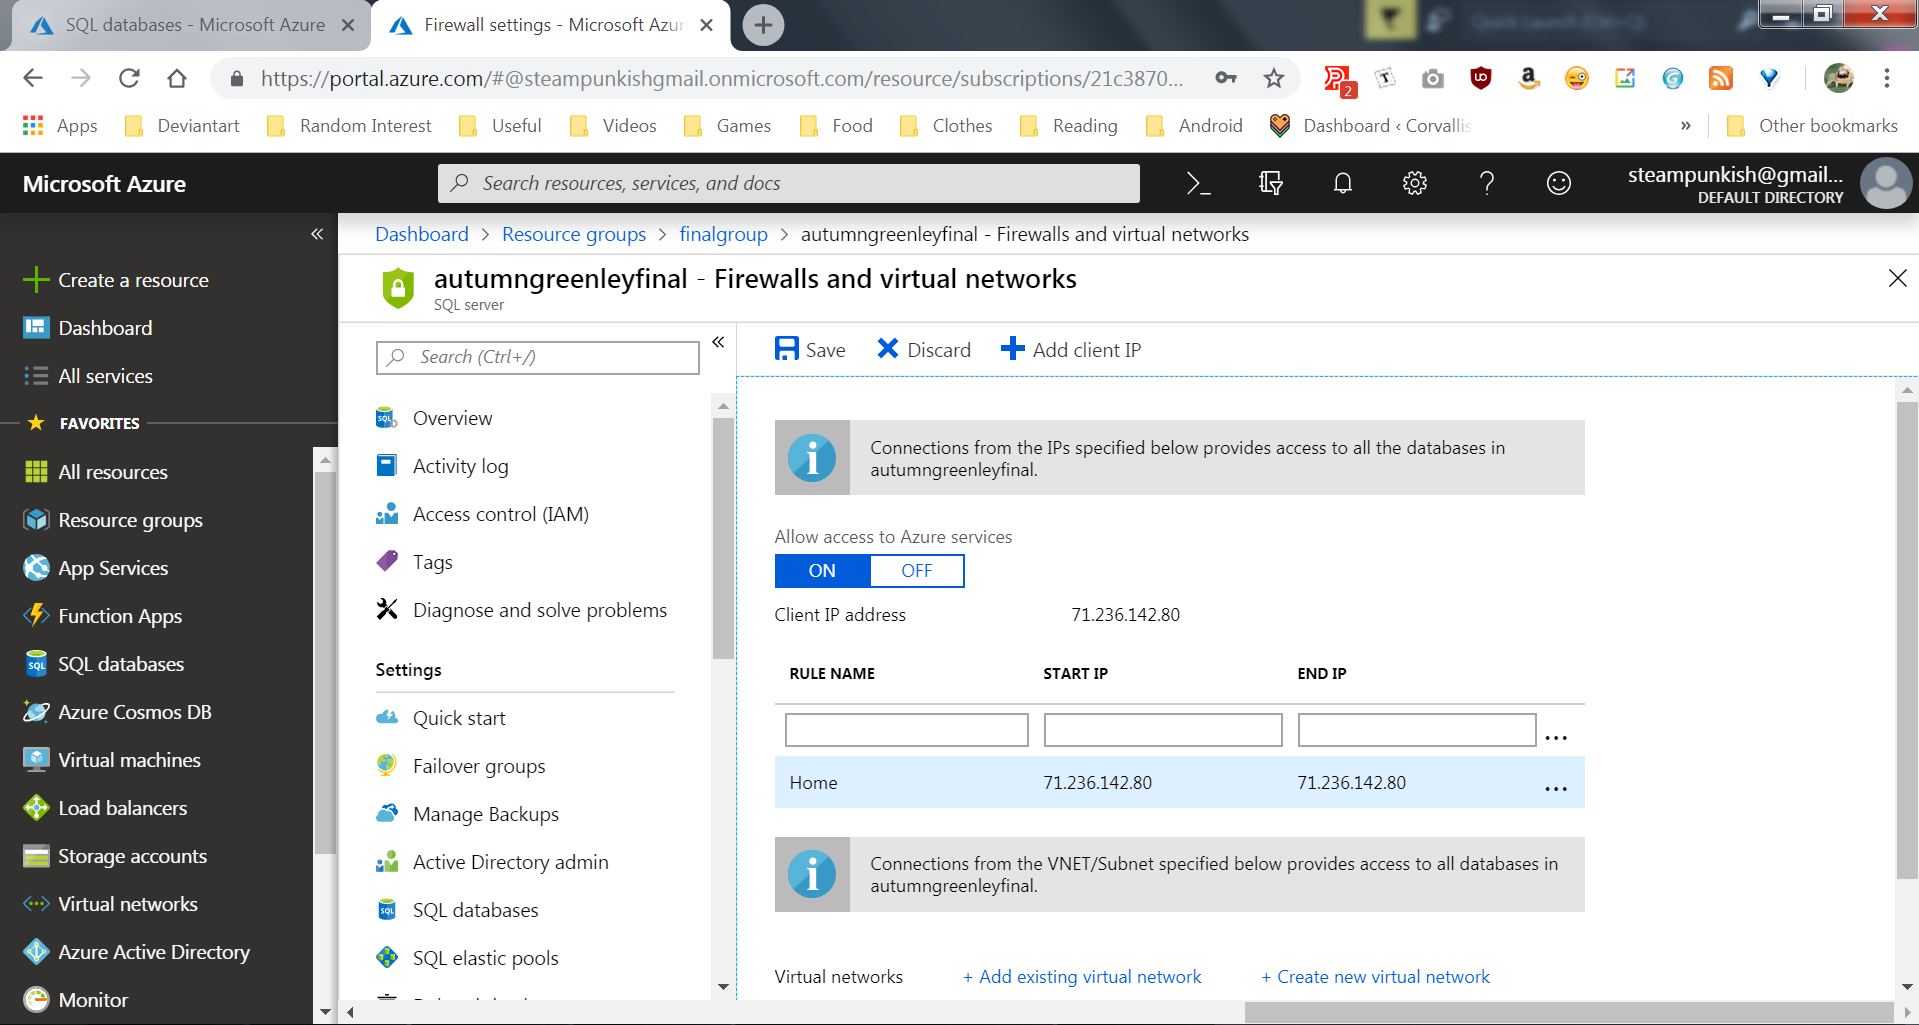 SQL databases - Microsoft Azure
Firewall settings - Microsoft Azur
Quick Launch (Ctrl+Q)
https://portal.azure.com/#@steampunkishgmail.onmicrosoft.com/resource/subscriptions/21c3870...
2
Apps
Deviantart
Random Interest
Useful
Videos
Games
Food
Clothes
Reading
Android
Dashboard ‹ Corvallis
»
Other bookmarks
Microsoft Azure
Search resources, services, and docs
steampunkish@gmail...
DEFAULT DIRECTORY
Dashboard > Resource groups > finalgroup > autumngreenleyfinal - Firewalls and virtual networks
autumngreenleyfinal - Firewalls and virtual networks
SQL server
Create a resource
Dashboard
All services
FAVORITES
All resources
Resource groups
App Services
Function Apps
SQL databases
Azure Cosmos DB
Virtual machines
Load balancers
Storage accounts
Virtual networks
Azure Active Directory
Monitor
Search (Ctrl+/)
Overview
Activity log
Access control (IAM)
Tags
Diagnose and solve problems
Settings
Quick start
Failover groups
Manage Backups
Active Directory admin
SQL databases
SQL elastic pools
Save
Discard
Add client IP
Connections from the IPs specified below provides access to all the databases in
autumngreenleyfinal.
Allow access to Azure services
ON OFF
Client IP address 71.236.142.80
RULE NAME START IP END IP
...
Home 71.236.142.80 71.236.142.80 ...
Connections from the VNET/Subnet specified below provides access to all databases in
autumngreenleyfinal.
Virtual networks + Add existing virtual network + Create new virtual network